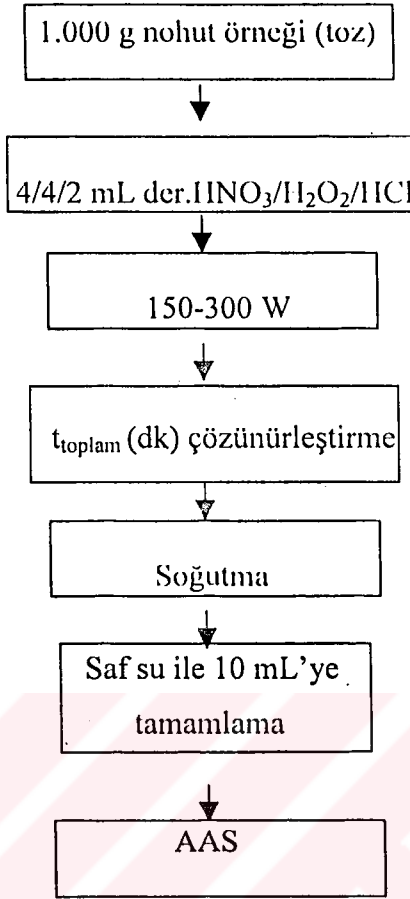 1.000 g nohut örneği (toz)
4/4/2 mL der.HNO₃/H₂O₂/HCl
150-300 W
t_toplam (dk) çözünürleştirme
Soğutma
Saf su ile 10 mL’ye
tamamlama
AAS